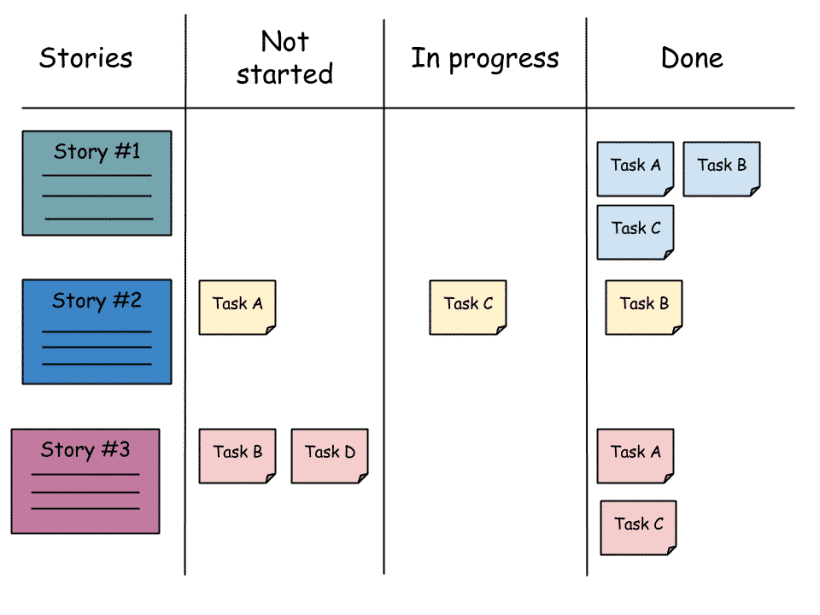 Stories
Not
started
In progress
Done
Story #1
Task A
Task B
Task C
Story #2
Task A
Task C
Task B
Story #3
Task B
Task D
Task A
Task C